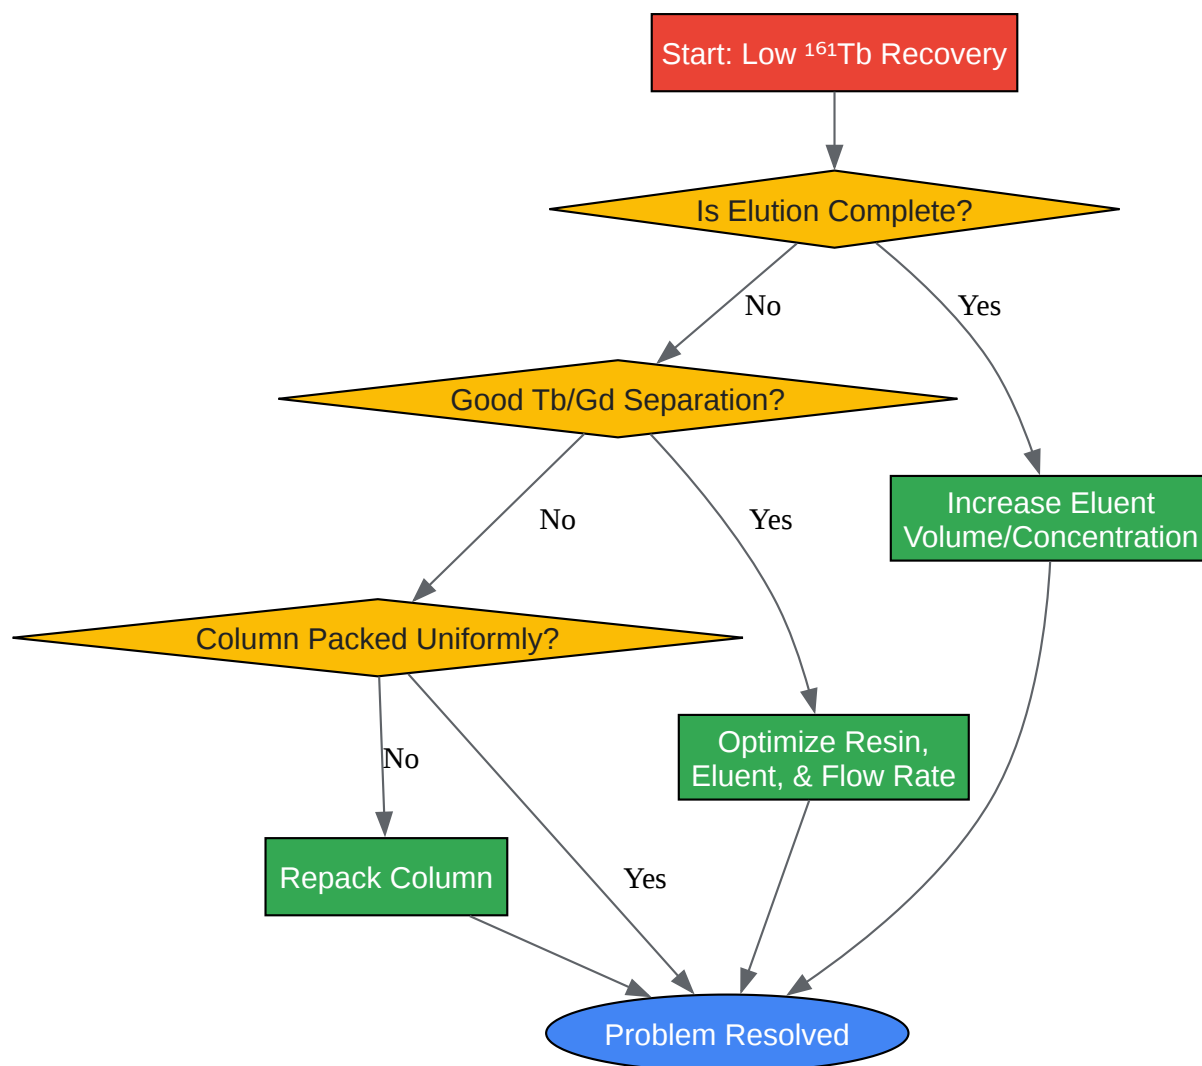 Start: Low ¹⁶¹Tb Recovery
Is Elution Complete?
No
Yes
Good Tb/Gd Separation?
Increase Eluent
Volume/Concentration
No
Yes
Column Packed Uniformly?
Optimize Resin,
Eluent, & Flow Rate
No
Repack Column
Yes
Problem Resolved